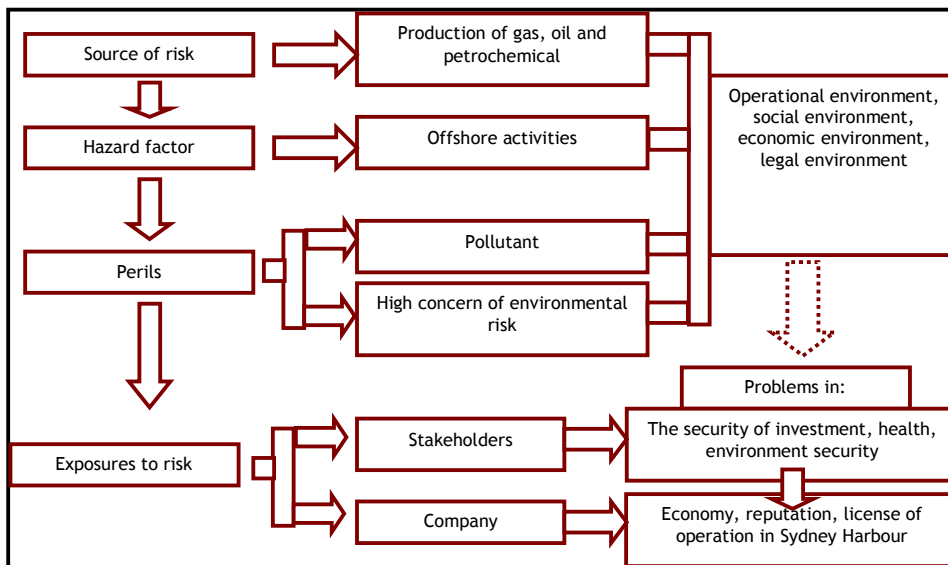 Source of risk
Production of gas, oil and
petrochemical
Operational environment,
social environment,
economic environment,
legal environment
Hazard factor
Offshore activities
Perils
Pollutant
High concern of environmental
risk
Problems in:
Exposures to risk
Stakeholders
The security of investment, health,
environment security
Company
Economy, reputation, license of
operation in Sydney Harbour